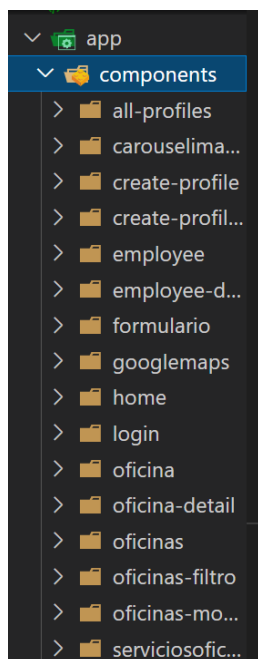 app
components
all-profiles
carouselima...
create-profile
create-profil...
employee
employee-d...
formulario
googlemaps
home
login
oficina
oficina-detail
oficinas
oficinas-filtro
oficinas-mo...
serviciosofic...